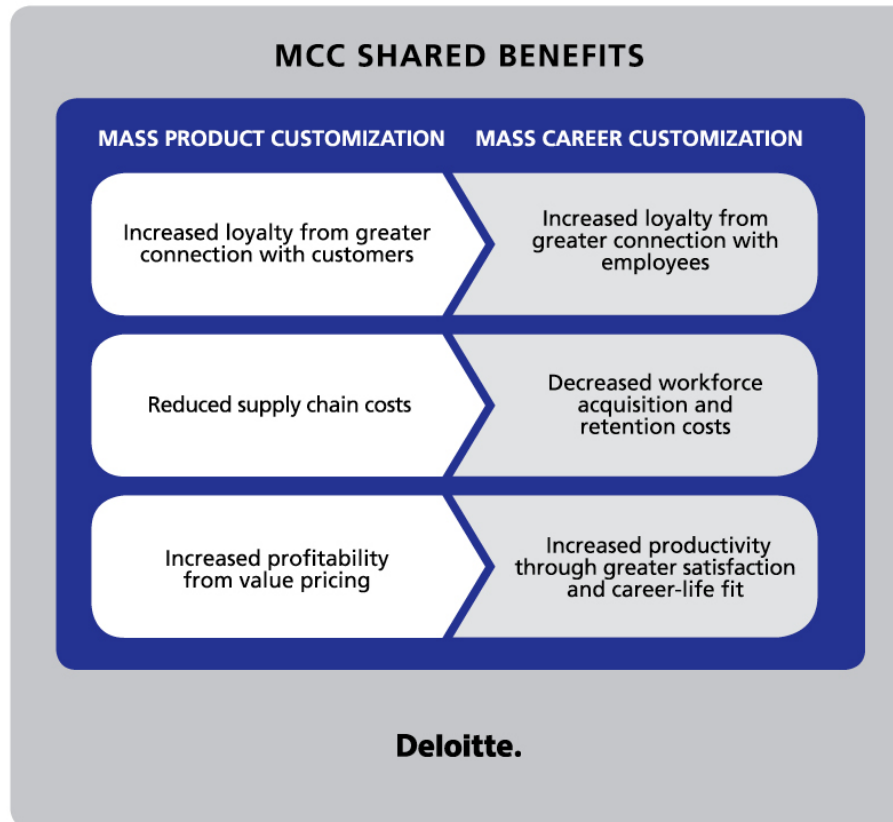 MCC SHARED BENEFITS
MASS PRODUCT CUSTOMIZATION
MASS CAREER CUSTOMIZATION
Increased loyalty from greater
connection with customers
Increased loyalty from
greater connection with
employees
Reduced supply chain costs
Decreased workforce
acquisition and
retention costs
Increased profitability
from value pricing
Increased productivity
through greater satisfaction
and career-life fit
Deloitte.